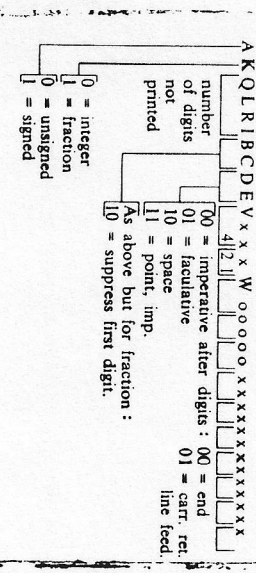 A K Q L R I B C D E V x x x W o o o o o x x x x x x x x x x x x x
4 2 1
number
of digits
not
printed
00 = imperative after digits : 00 = end
01 = faculative
01 = carr. ret.
10 = space
line feed.
11 = point, imp.
As above but for fraction :
10 = suppress first digit.
0 = integer
1 = fraction
0 = unsigned
1 = signed